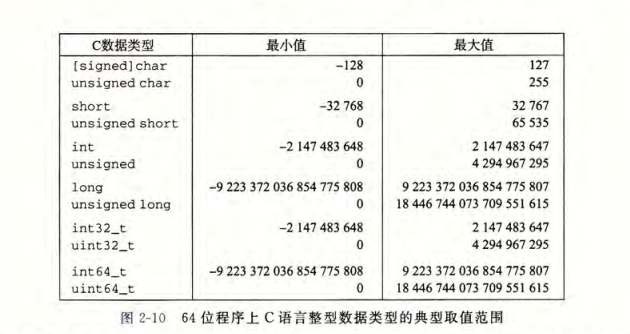 C数据类型 最小值 最大值
[signed]char -128 127
unsigned char 0 255
short -32 768 32 767
unsigned short 0 65 535
int -2 147 483 648 2 147 483 647
unsigned 0 4 294 967 295
long -9 223 372 036 854 775 808 9 223 372 036 854 775 807
unsigned long 0 18 446 744 073 709 551 615
int32_t -2 147 483 648 2 147 483 647
uint32_t 0 4 294 967 295
int64_t -9 223 372 036 854 775 808 9 223 372 036 854 775 807
uint64_t 0 18 446 744 073 709 551 615
图 2-10 64 位程序上 C 语言整型数据类型的典型取值范围